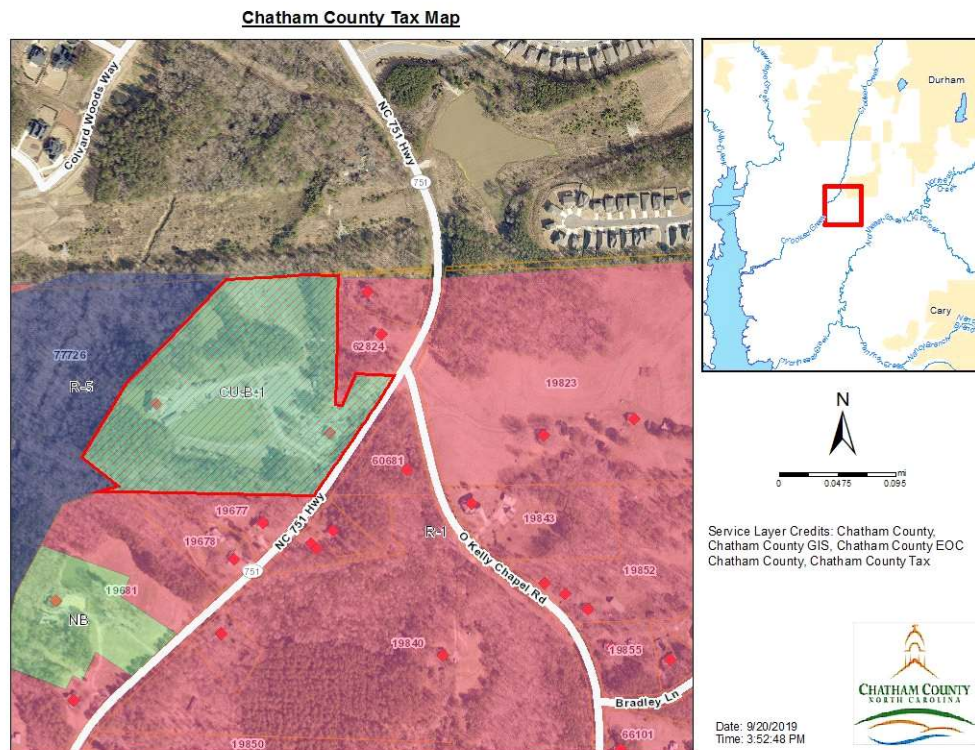 Chatham County Tax Map
Colvard Woods Way
NC 751 Hwy
751
77726
R-5
CU-B-1
62824
19823
60681
19677
19678
NC 751 Hwy
751
R-1
19843
O Kelly Chapel Rd
19852
19681
NB
19840
19855
Bradley Ln
19850
66101
Durham
Crooked Creek
Cary
N
0
0.0475
0.095
mi
Service Layer Credits: Chatham County,
Chatham County GIS, Chatham County EOC
Chatham County, Chatham County Tax
Date: 9/20/2019
Time: 3:52:48 PM
CHATHAM COUNTY
NORTH CAROLINA